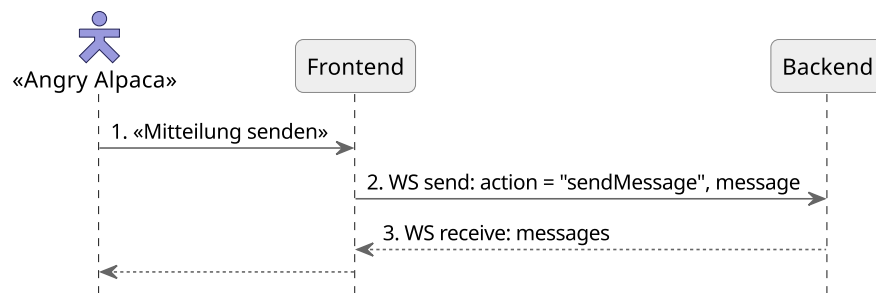 «Angry Alpaca»
Frontend
Backend
1. «Mitteilung senden»
2. WS send: action = "sendMessage", message
3. WS receive: messages